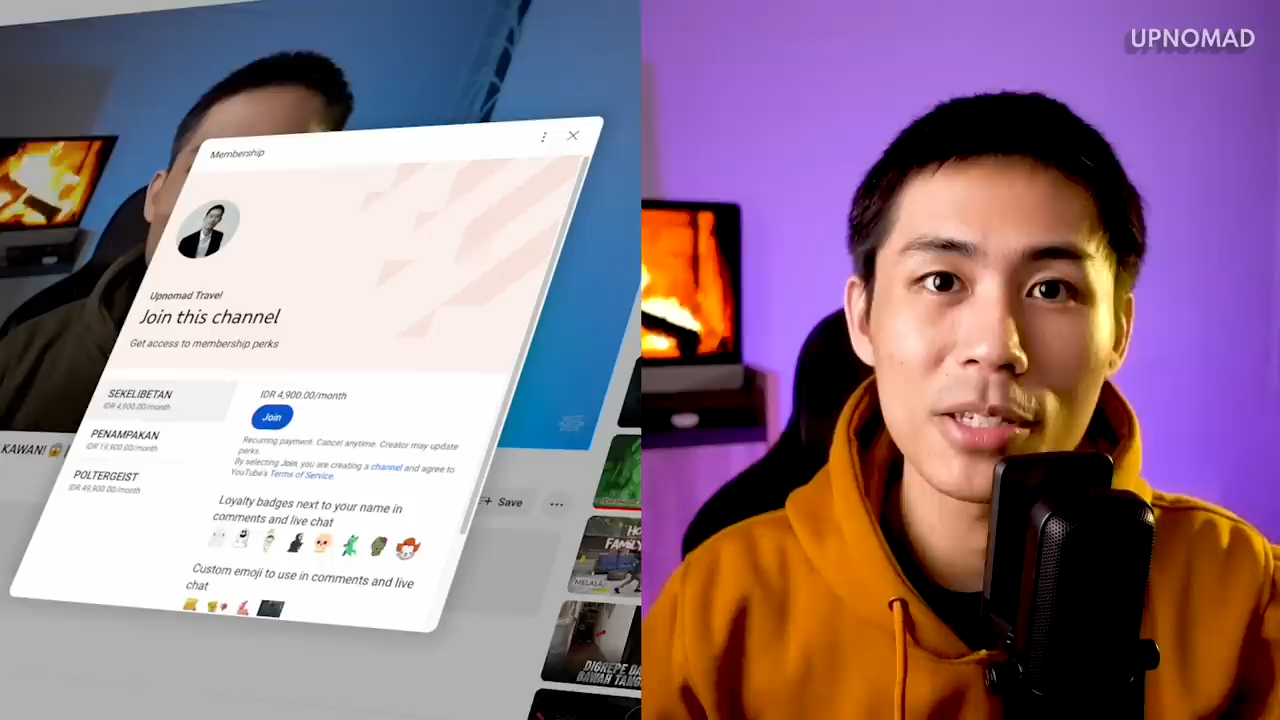 UPNOMAD
Membership
Upnomad Travel
Join this channel
Get access to membership perks
SEKELIBETAN
IDR 4,900.00/month
PENAMPAKAN
IDR 19,900.00/month
POLTERGEIST
IDR 49,900.00/month
IDR 4,900.00/month
Join
Recurring payment. Cancel anytime. Creator may update
perks.
By selecting Join, you are creating a channel and agree to
YouTube's Terms of Service.
Loyalty badges next to your name in
comments and live chat
Custom emoji to use in comments and live
chat
KAWAN!
Save
FAMILY
MELALA
DIGREPE
BAWAH